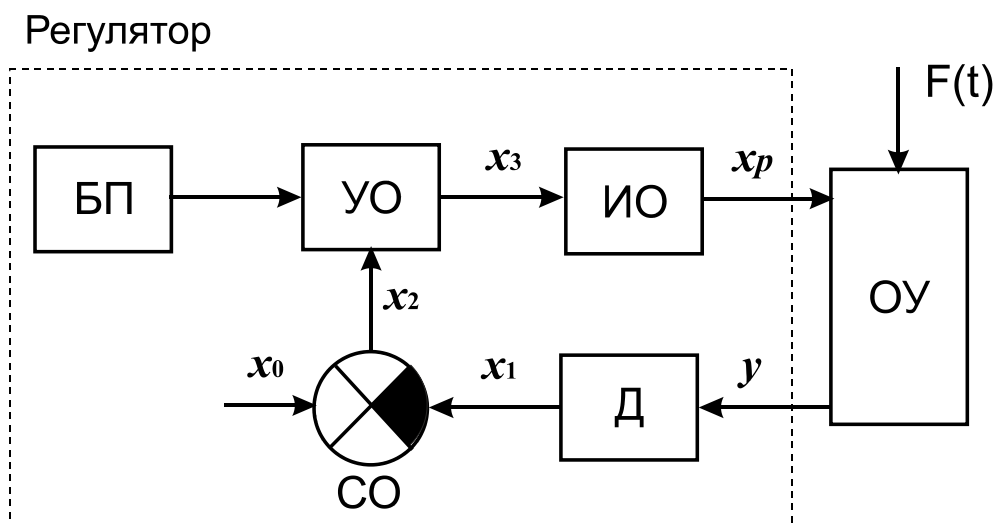 Регулятор
F(t)
БП
УО
x3
ИО
xp
ОУ
x2
x0
x1
Д
y
СО